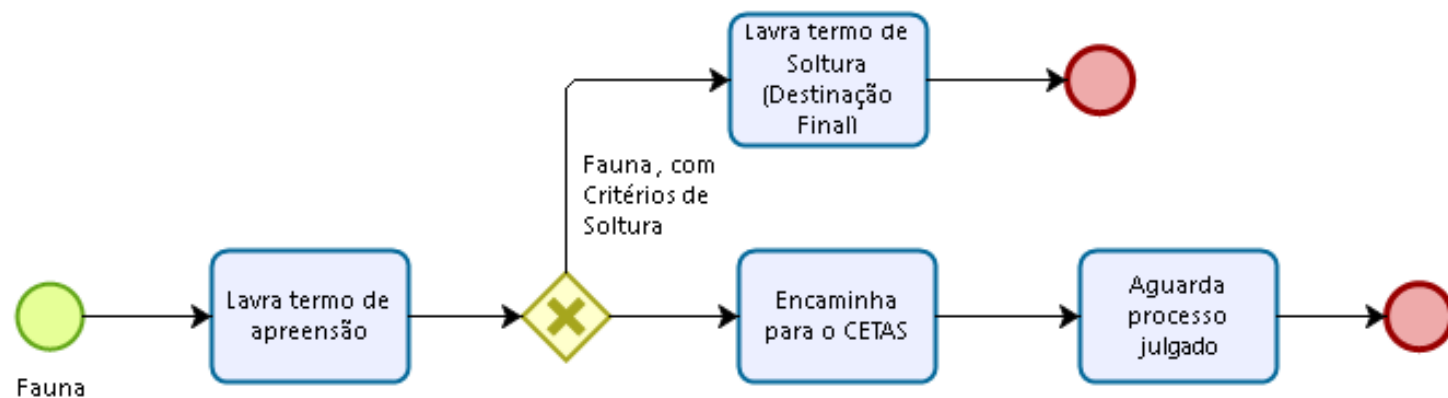 Lavra termo de
Soltura
(Destinação
Final)
Fauna, com
Critérios de
Soltura
Lavra termo de
apreensão
Encaminha
para o CETAS
Aguarda
processo
julgado
Fauna